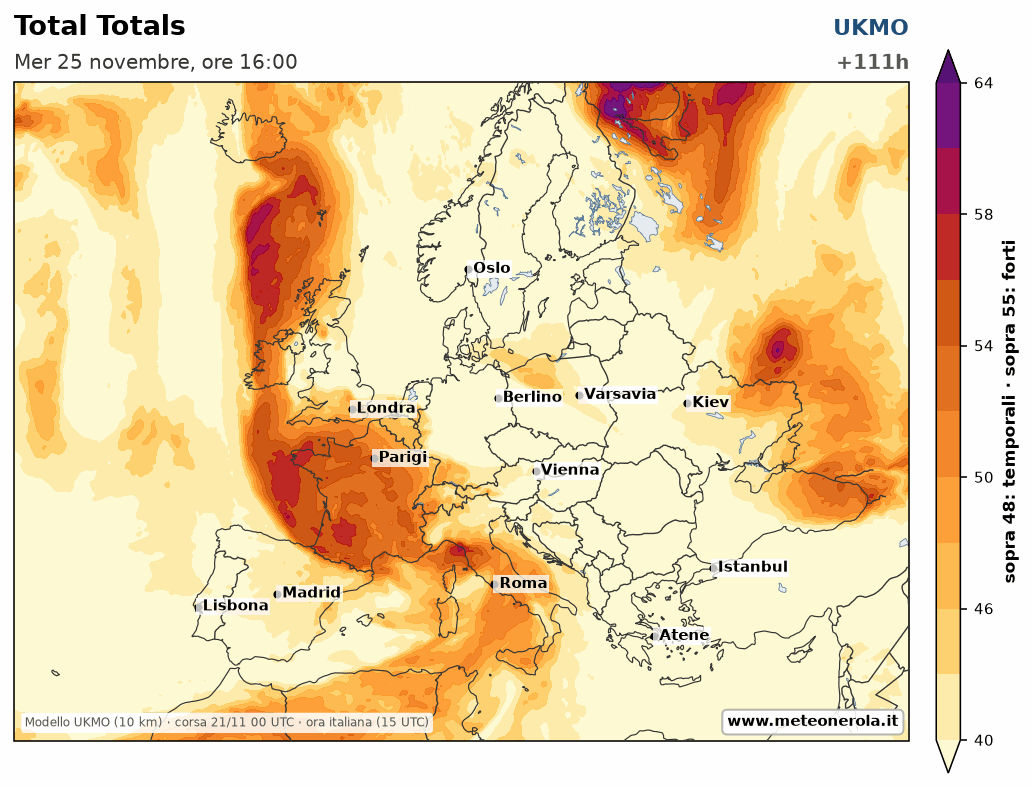 Total Totals
UKMO
Mer 25 novembre, ore 16:00
+111h
64
58
54
50
46
40
sopra 48: temporali · sopra 55: forti
Oslo
Berlino
Varsavia
Kiev
Londra
Parigi
Vienna
Istanbul
Roma
Madrid
Lisbona
Atene
Modello UKMO (10 km) · corsa 21/11 00 UTC · ora italiana (15 UTC)
www.meteonerola.it